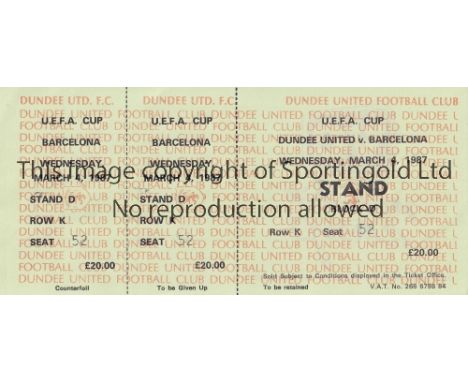 DUNDEE UTD. F.C.
U.E.F.A. CUP
BARCELONA
WEDNESDAY,
MARCH 4, 1987
STAND D
ROW K
SEAT 52
£20.00
Counterfoil
DUNDEE UTD. F.C.
U.E.F.A. CUP
BARCELONA
WEDNESDAY,
MARCH 4, 1987
STAND D
ROW K
SEAT 52
£20.00
To be Given Up
DUNDEE UNITED FOOTBALL CLUB
U.E.F.A. CUP
DUNDEE UNITED v. BARCELONA
WEDNESDAY, MARCH 4, 1987
STAND
Row K Seat 52
£20.00
Sold Subject to Conditions displayed in the Ticket Office.
To be retained V.A.T. No. 268 6788 84
The image copyright of Sportingold Ltd
No reproduction allowed